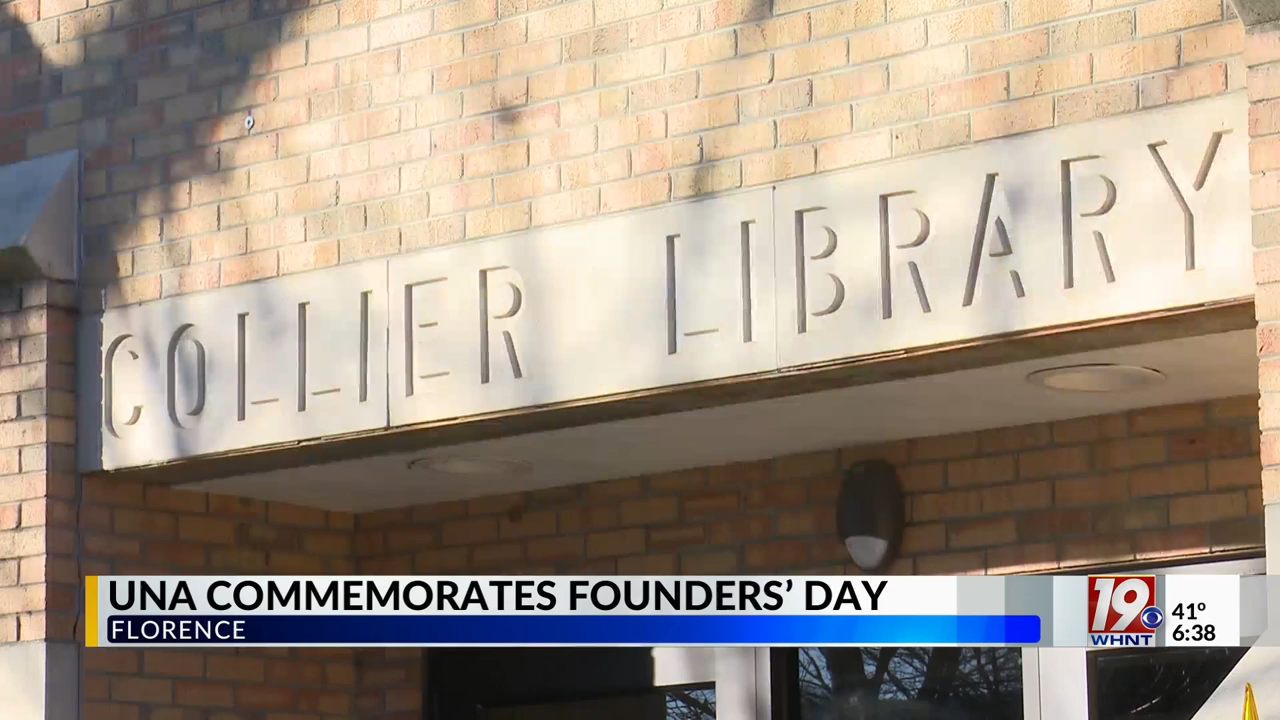 COLLIER LIBRARY
UNA COMMEMORATES FOUNDERS' DAY
FLORENCE
19
WHNT
41°
6:38